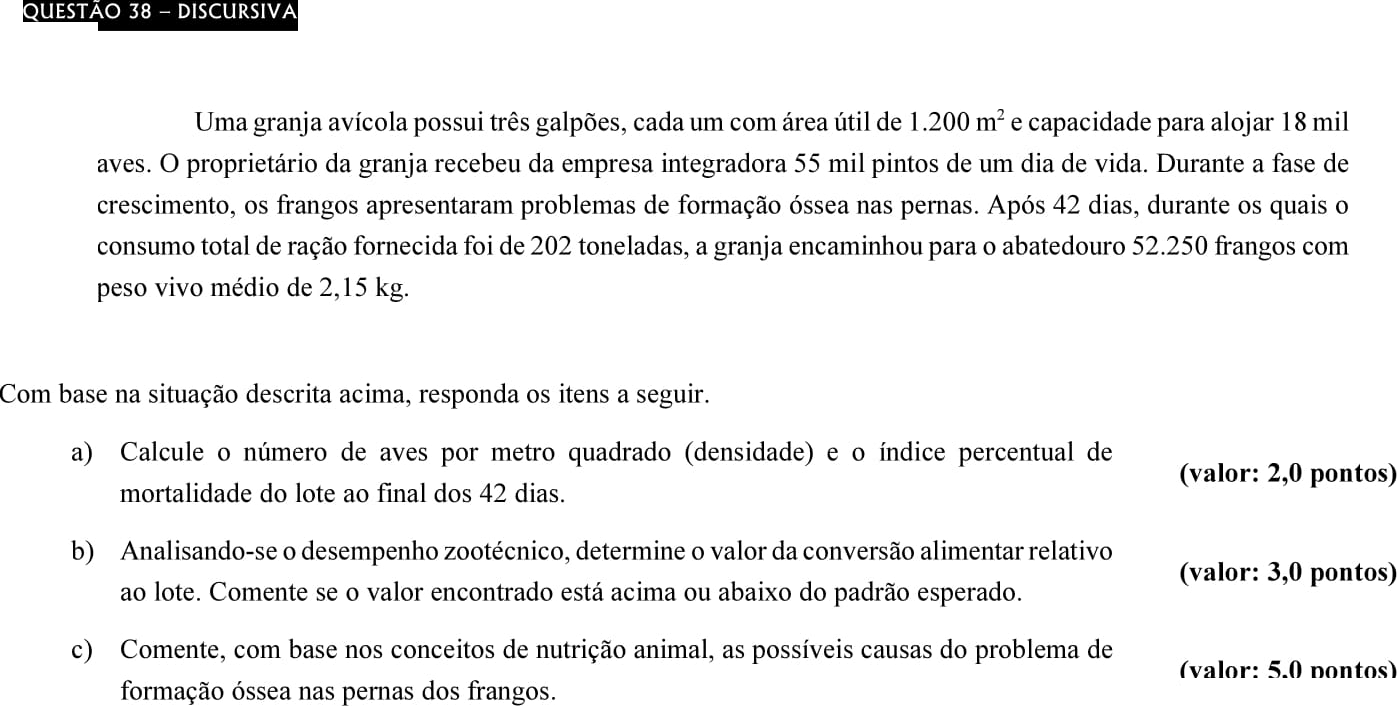 QUESTÃO 38 – DISCURSIVA
Uma granja avícola possui três galpões, cada um com área útil de 1.200 m² e capacidade para alojar 18 mil
aves. O proprietário da granja recebeu da empresa integradora 55 mil pintos de um dia de vida. Durante a fase de
crescimento, os frangos apresentaram problemas de formação óssea nas pernas. Após 42 dias, durante os quais o
consumo total de ração fornecida foi de 202 toneladas, a granja encaminhou para o abatedouro 52.250 frangos com
peso vivo médio de 2,15 kg.
Com base na situação descrita acima, responda os itens a seguir.
a) Calcule o número de aves por metro quadrado (densidade) e o índice percentual de
mortalidade do lote ao final dos 42 dias.
(valor: 2,0 pontos)
b) Analisando-se o desempenho zootécnico, determine o valor da conversão alimentar relativo
ao lote. Comente se o valor encontrado está acima ou abaixo do padrão esperado.
(valor: 3,0 pontos)
c) Comente, com base nos conceitos de nutrição animal, as possíveis causas do problema de
formação óssea nas pernas dos frangos.
(valor: 5,0 pontos)